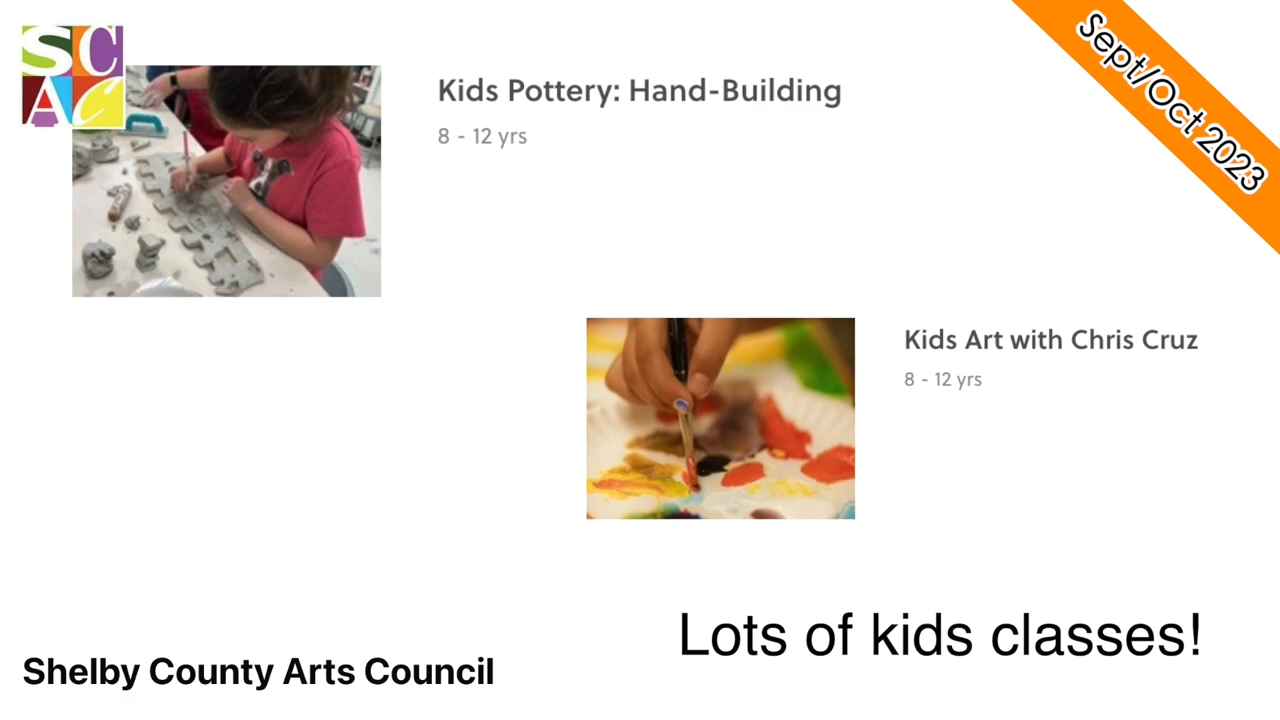 SC
AC
Kids Pottery: Hand-Building
8 - 12 yrs
Sept/Oct 2023
Kids Art with Chris Cruz
8 - 12 yrs
Lots of kids classes!
Shelby County Arts Council